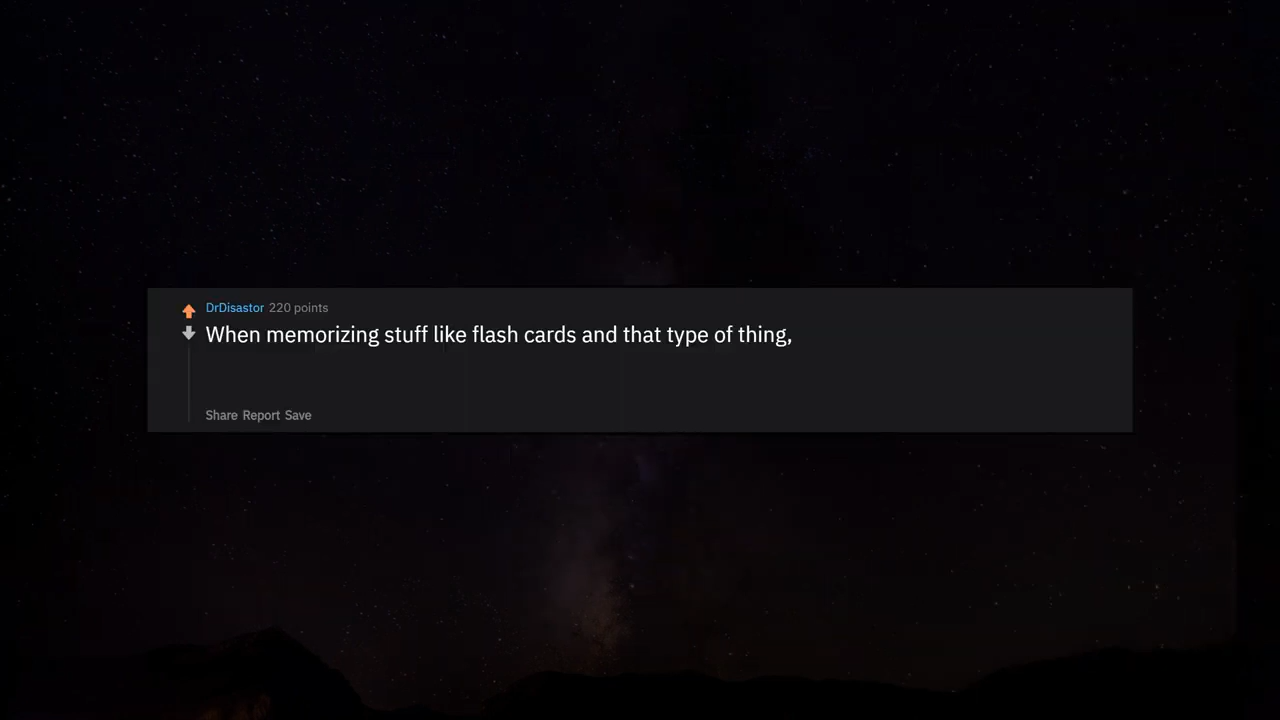 DrDisastor 220 points
When memorizing stuff like flash cards and that type of thing,
Share Report Save